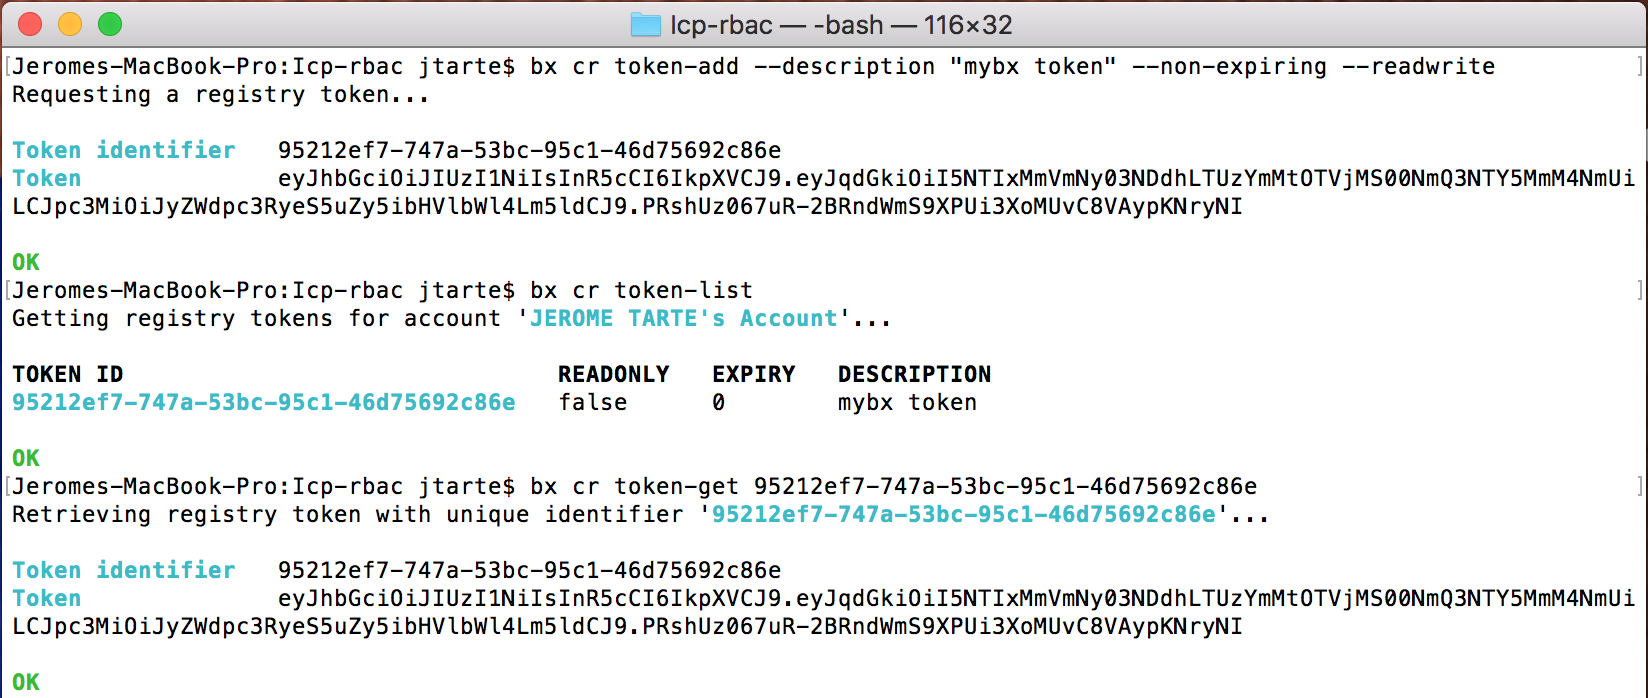 Icp-rbac — -bash — 116×32
[Jeromes-MacBook-Pro:Icp-rbac jtarte$ bx cr token-add --description "mybx token" --non-expiring --readwrite ]
Requesting a registry token...
Token identifier 95212ef7-747a-53bc-95c1-46d75692c86e
Token eyJhbGciOiJIUzI1NiIsInR5cCI6IkpXVCJ9.eyJqdGkiOiI5NTIxMmVmNy03NDdhLTUzYmMtOTVjMS00NmQ3NTY5MmM4NmUi
LCJpc3MiOiJyZWdpc3RyeS5uZy5ibHVlbWl4Lm5ldCJ9.PRshUz067uR-2BRndWmS9XPUi3XoMUvC8VAypKNryNI
OK
[Jeromes-MacBook-Pro:Icp-rbac jtarte$ bx cr token-list ]
Getting registry tokens for account 'JEROME TARTE's Account'...
TOKEN ID READONLY EXPIRY DESCRIPTION
95212ef7-747a-53bc-95c1-46d75692c86e false 0 mybx token
OK
[Jeromes-MacBook-Pro:Icp-rbac jtarte$ bx cr token-get 95212ef7-747a-53bc-95c1-46d75692c86e ]
Retrieving registry token with unique identifier '95212ef7-747a-53bc-95c1-46d75692c86e'...
Token identifier 95212ef7-747a-53bc-95c1-46d75692c86e
Token eyJhbGciOiJIUzI1NiIsInR5cCI6IkpXVCJ9.eyJqdGkiOiI5NTIxMmVmNy03NDdhLTUzYmMtOTVjMS00NmQ3NTY5MmM4NmUi
LCJpc3MiOiJyZWdpc3RyeS5uZy5ibHVlbWl4Lm5ldCJ9.PRshUz067uR-2BRndWmS9XPUi3XoMUvC8VAypKNryNI
OK